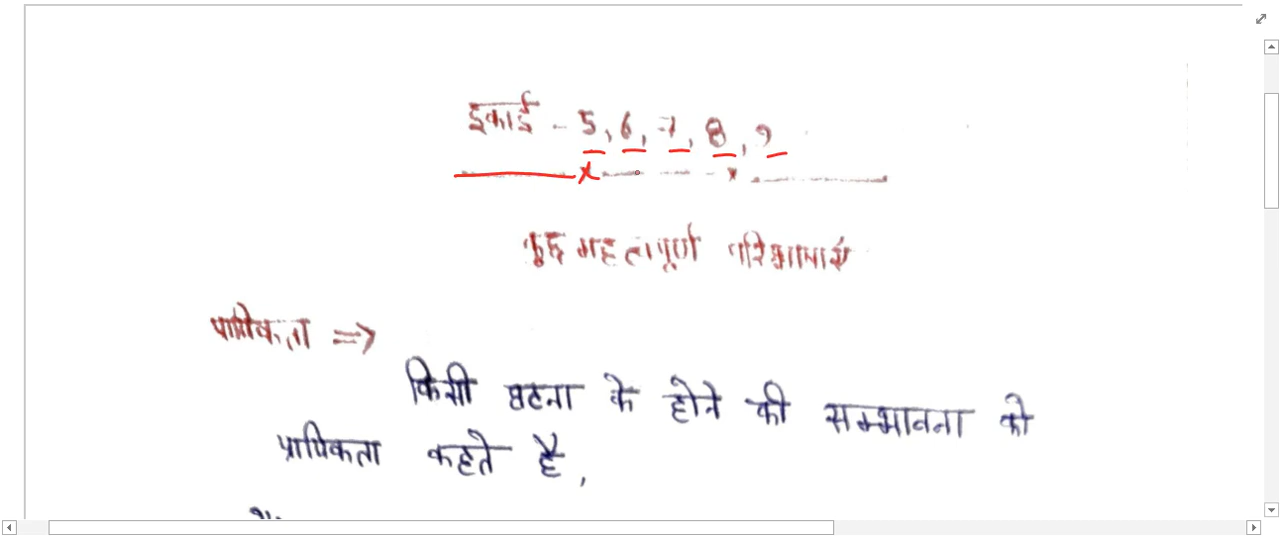 इकाई - 5, 6, 7, 8, 9
कुछ महत्वपूर्ण परिभाषाएं
प्रायिकता =>
किसी घटना के होने की सम्भावना को
प्रायिकता कहते है,